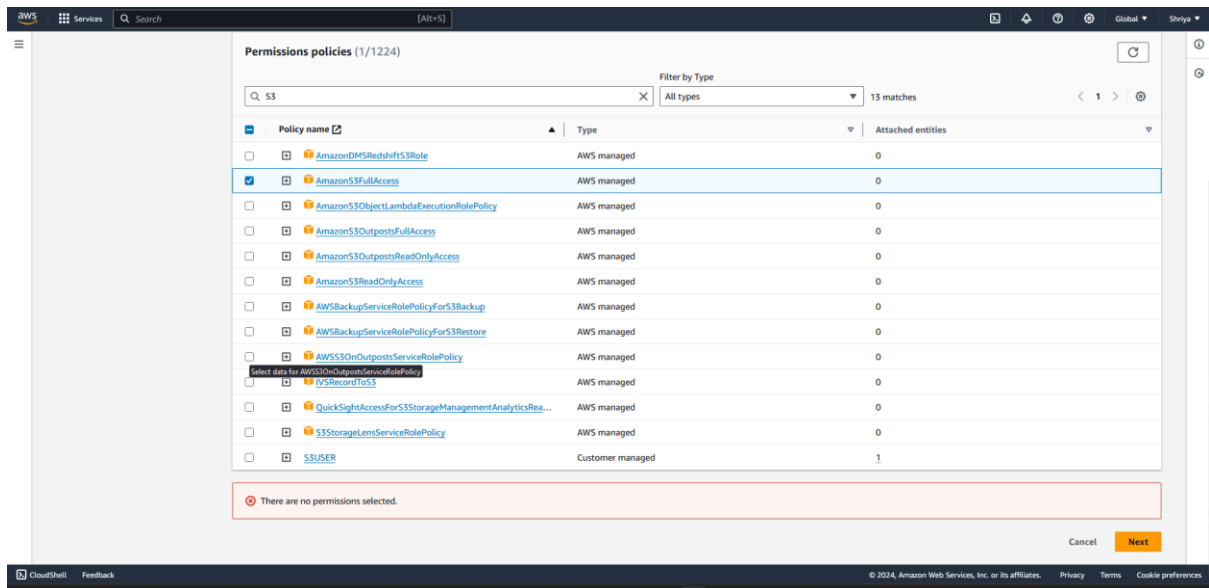 aws Services Search [Alt+S] Global Shriya
Permissions policies (1/1224)
Filter by Type
S3 All types 13 matches 1
Policy name Type Attached entities
AmazonDMSRedshiftS3Role AWS managed 0
AmazonS3FullAccess AWS managed 0
AmazonS3ObjectLambdaExecutionRolePolicy AWS managed 0
AmazonS3OutpostsFullAccess AWS managed 0
AmazonS3OutpostsReadOnlyAccess AWS managed 0
AmazonS3ReadOnlyAccess AWS managed 0
AWSBackupServiceRolePolicyForS3Backup AWS managed 0
AWSBackupServiceRolePolicyForS3Restore AWS managed 0
AWSS3OnOutpostsServiceRolePolicy AWS managed 0
Select data for AWSS3OnOutpostsServiceRolePolicy
IVSRecordToS3 AWS managed 0
QuickSightAccessForS3StorageManagementAnalyticsRea... AWS managed 0
S3StorageLensServiceRolePolicy AWS managed 0
S3USER Customer managed 1
There are no permissions selected.
Cancel Next
CloudShell Feedback © 2024, Amazon Web Services, Inc. or its affiliates. Privacy Terms Cookie preferences